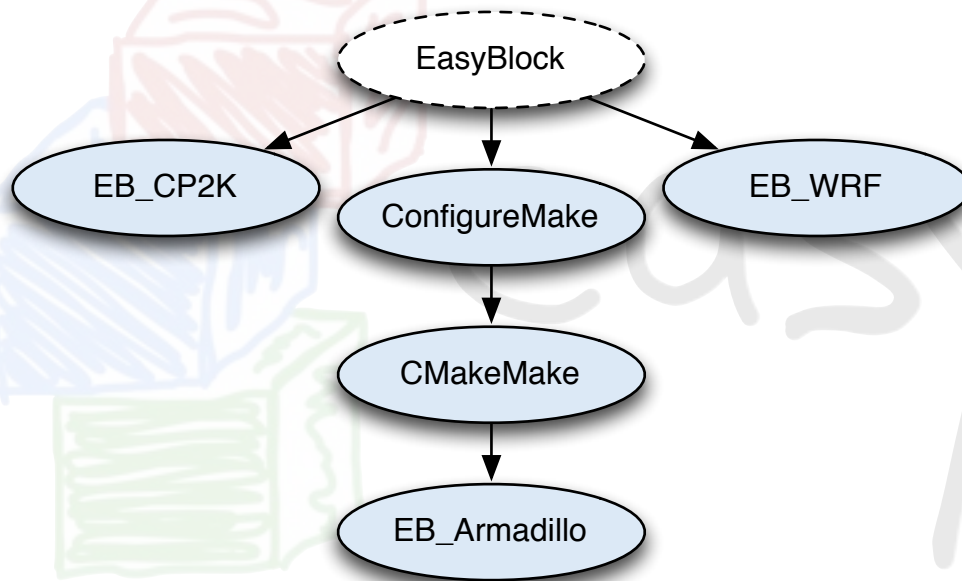 EasyBlock
EB_CP2K
EB_WRF
ConfigureMake
CMakeMake
EB_Armadillo